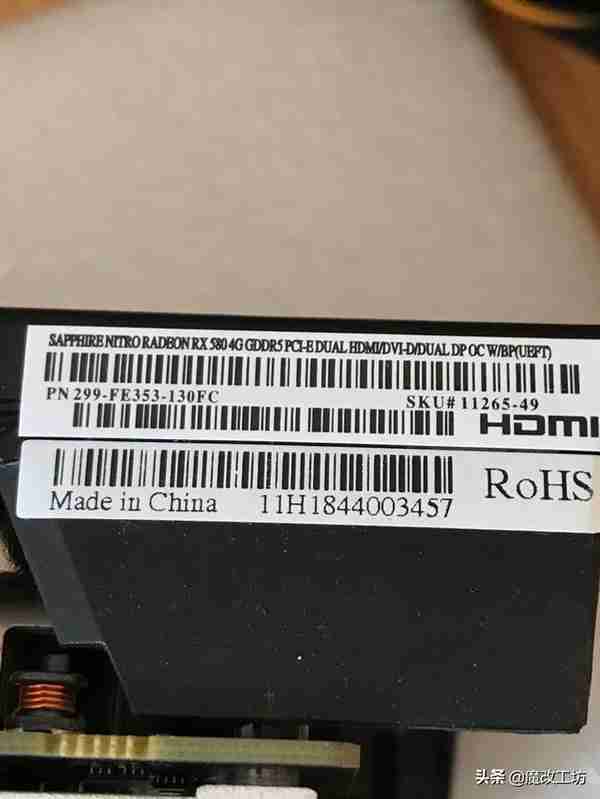 SAPPHIRE NITRO RADEON RX 580 4G GDDR5 PCI-E DUAL HDMI/DVI-D/DUAL DP OC W/BP(UEFT)
PN 299-FE353-130FC SKU# 11265-49
HDMI
RoHS
Made in China 11H1844003457
头条 @魔改工坊